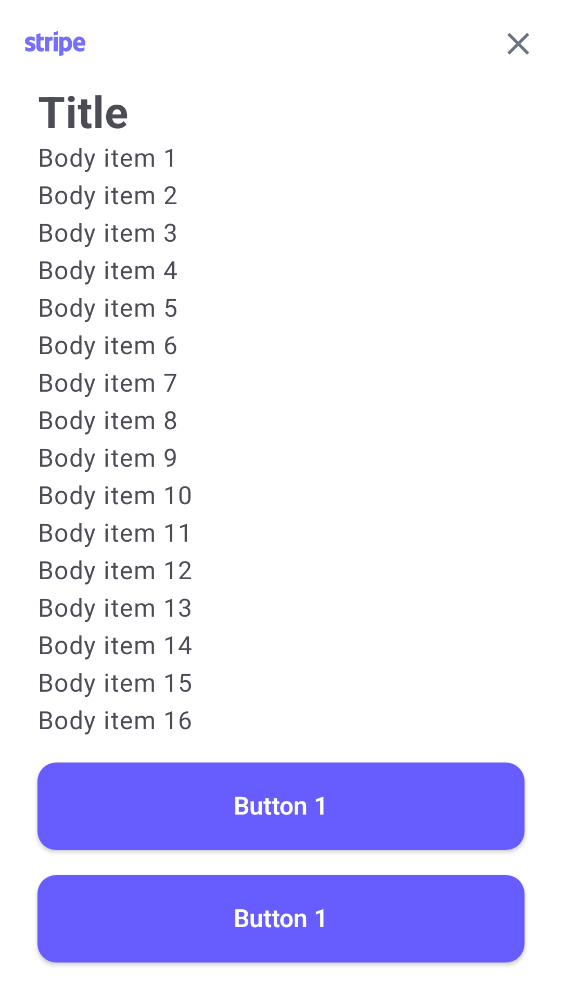 stripe
Title
Body item 1
Body item 2
Body item 3
Body item 4
Body item 5
Body item 6
Body item 7
Body item 8
Body item 9
Body item 10
Body item 11
Body item 12
Body item 13
Body item 14
Body item 15
Body item 16
Button 1
Button 1